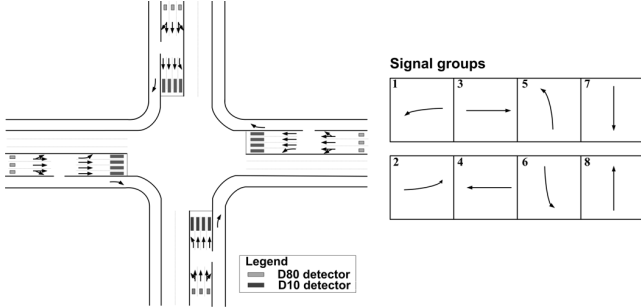 Signal groups
1 3 5 7
2 4 6 8
Legend
D80 detector
D10 detector